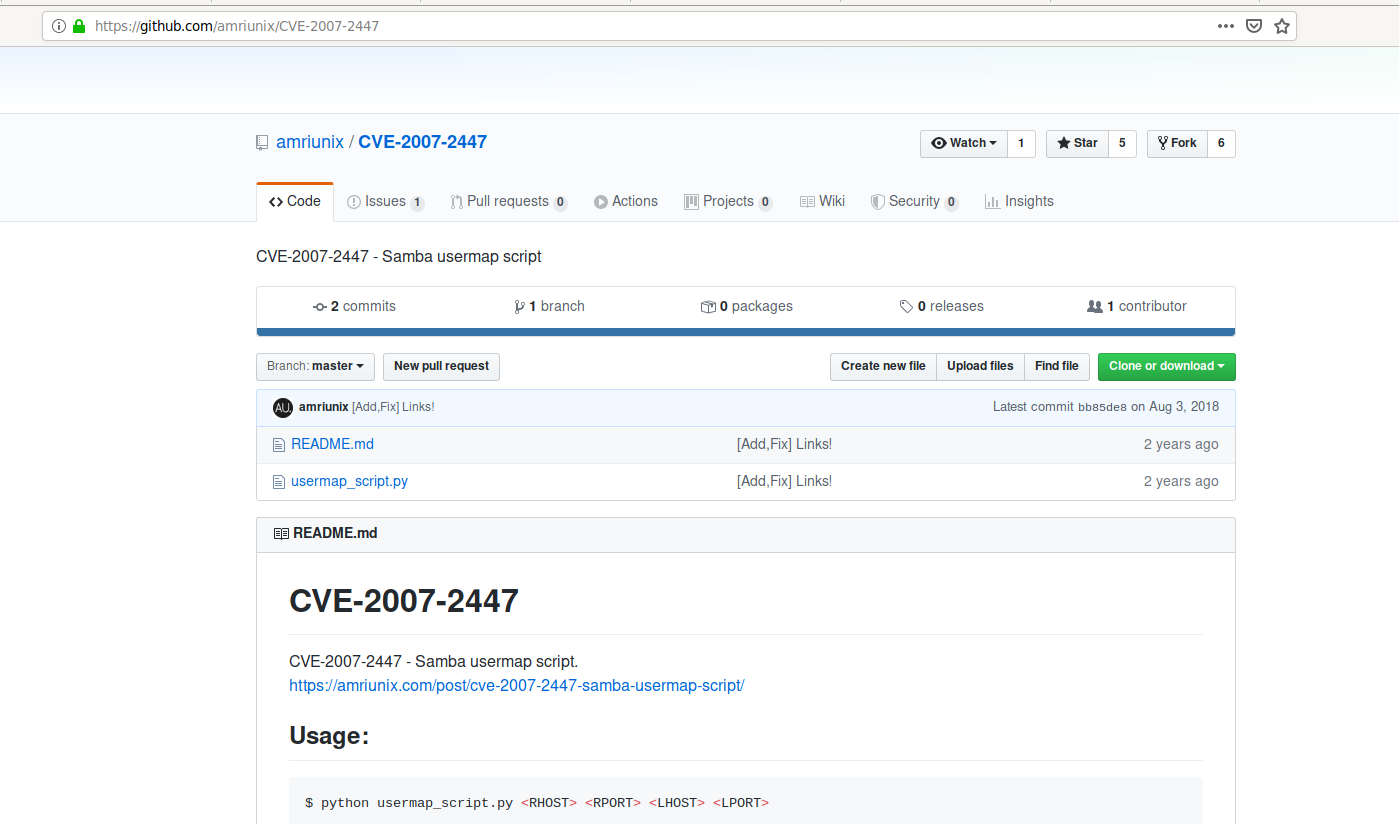 https://github.com/amriunix/CVE-2007-2447
amriunix / CVE-2007-2447
Watch 1 Star 5 Fork 6
Code Issues 1 Pull requests 0 Actions Projects 0 Wiki Security 0 Insights
CVE-2007-2447 - Samba usermap script
2 commits 1 branch 0 packages 0 releases 1 contributor
Branch: master New pull request Create new file Upload files Find file Clone or download
AU. amriunix [Add,Fix] Links! Latest commit bb85de8 on Aug 3, 2018
README.md [Add,Fix] Links! 2 years ago
usermap_script.py [Add,Fix] Links! 2 years ago
README.md
CVE-2007-2447
CVE-2007-2447 - Samba usermap script.
https://amriunix.com/post/cve-2007-2447-samba-usermap-script/
Usage:
$ python usermap_script.py <RHOST> <RPORT> <LHOST> <LPORT>